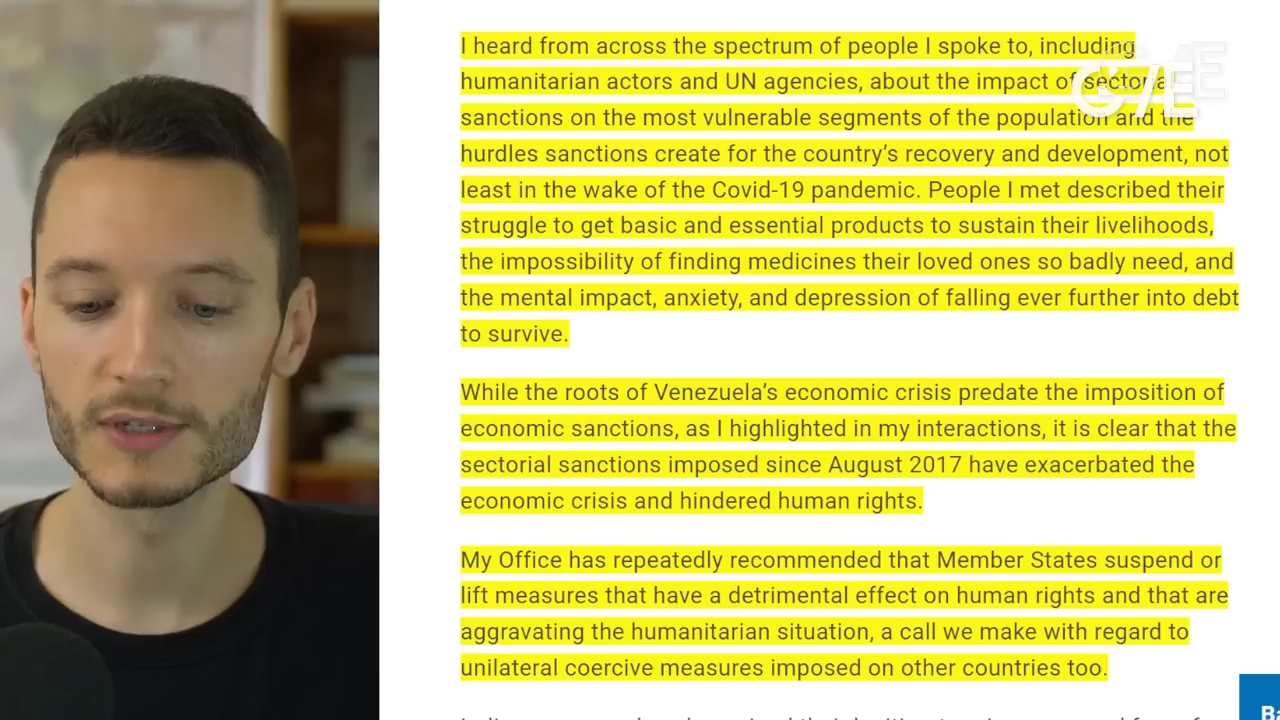 I heard from across the spectrum of people I spoke to, including
humanitarian actors and UN agencies, about the impact of sectorial
sanctions on the most vulnerable segments of the population and the
hurdles sanctions create for the country’s recovery and development, not
least in the wake of the Covid-19 pandemic. People I met described their
struggle to get basic and essential products to sustain their livelihoods,
the impossibility of finding medicines their loved ones so badly need, and
the mental impact, anxiety, and depression of falling ever further into debt
to survive.
While the roots of Venezuela’s economic crisis predate the imposition of
economic sanctions, as I highlighted in my interactions, it is clear that the
sectorial sanctions imposed since August 2017 have exacerbated the
economic crisis and hindered human rights.
My Office has repeatedly recommended that Member States suspend or
lift measures that have a detrimental effect on human rights and that are
aggravating the humanitarian situation, a call we make with regard to
unilateral coercive measures imposed on other countries too.
Ba